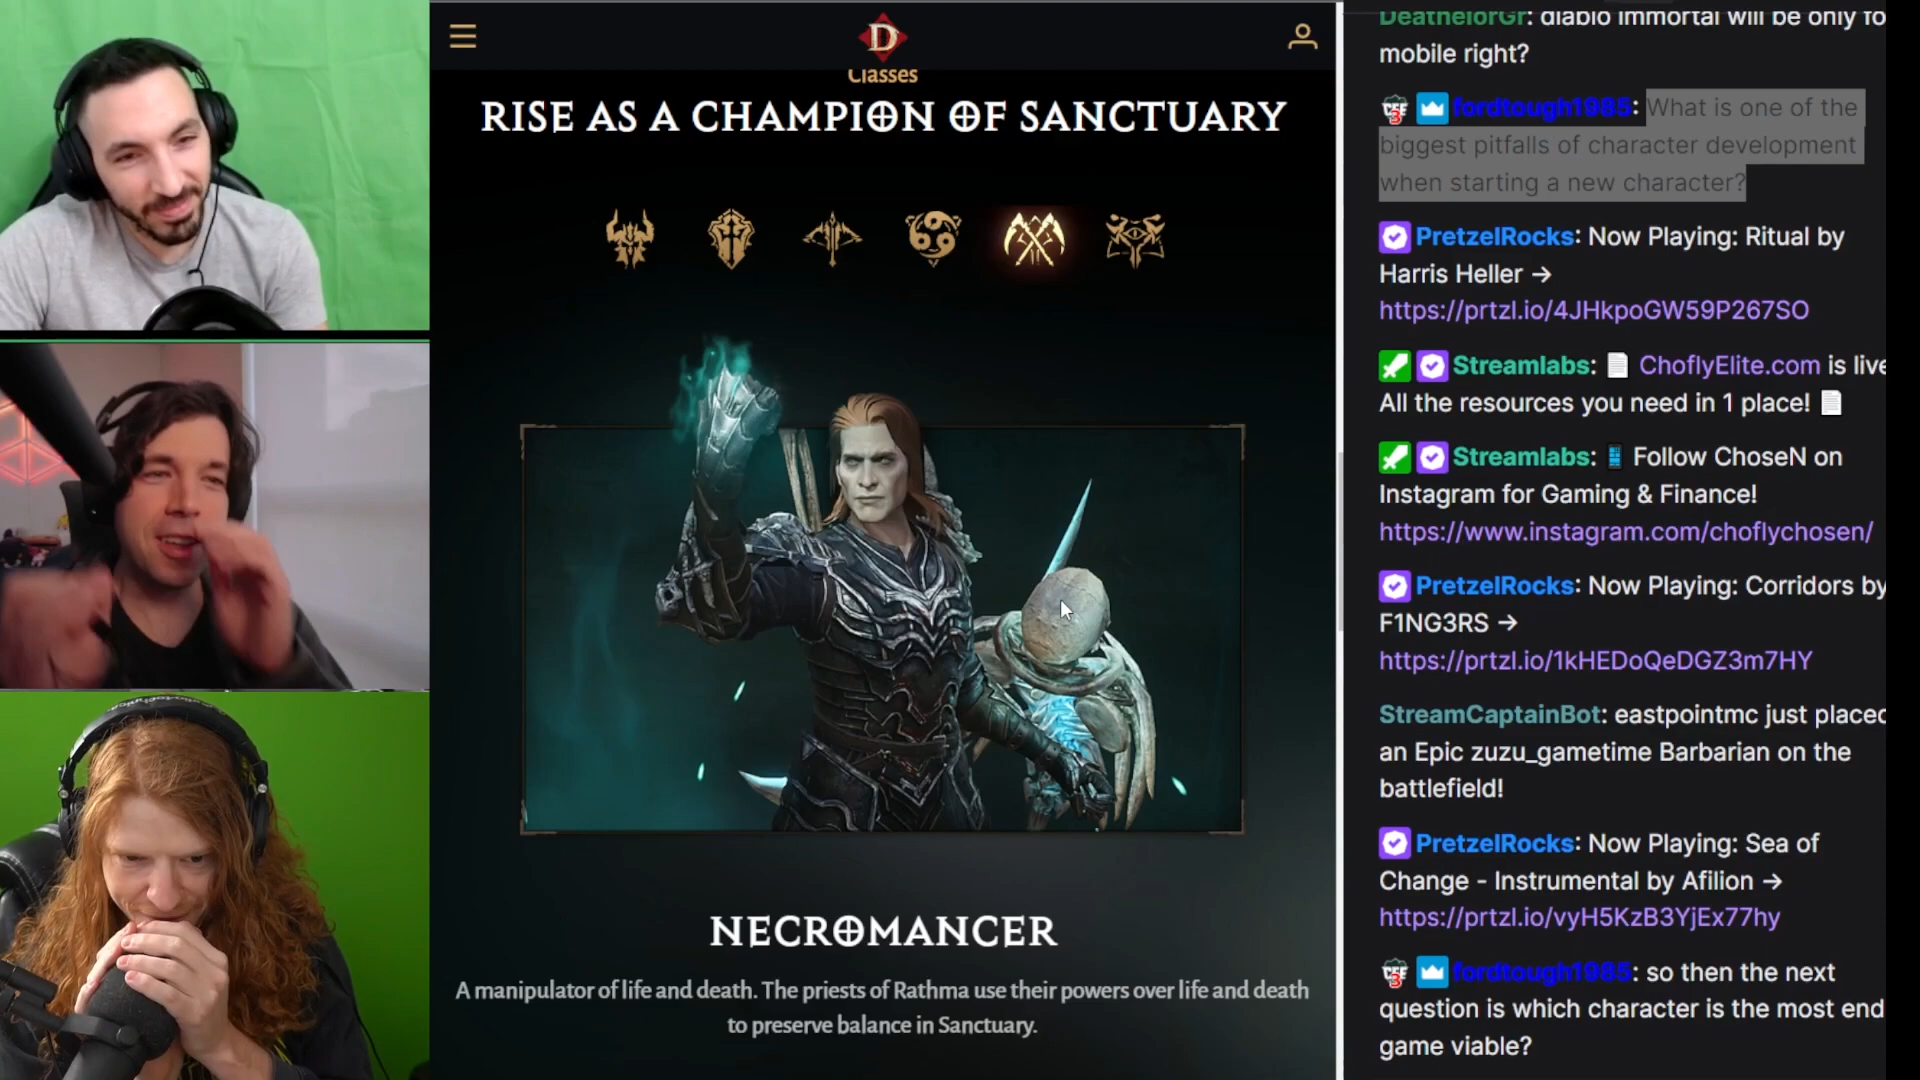 D
Classes
RISE AS A CHAMPION OF SANCTUARY
NECROMANCER
A manipulator of life and death. The priests of Rathma use their powers over life and death
to preserve balance in Sanctuary.
DeathelorGr: diablo immortal will be only fo
mobile right?
fordtough1985: What is one of the
biggest pitfalls of character development
when starting a new character?
PretzelRocks: Now Playing: Ritual by
Harris Heller →
https://prtzl.io/4JHkpoGW59P267SO
Streamlabs: ChoflyElite.com is live
All the resources you need in 1 place!
Streamlabs: Follow ChoseN on
Instagram for Gaming & Finance!
https://www.instagram.com/choflychosen/
PretzelRocks: Now Playing: Corridors by
F1NG3RS →
https://prtzl.io/1kHEDoQeDGZ3m7HY
StreamCaptainBot: eastpointmc just placed
an Epic zuzu_gametime Barbarian on the
battlefield!
PretzelRocks: Now Playing: Sea of
Change - Instrumental by Afilion →
https://prtzl.io/vyH5KzB3YjEx77hy
fordtough1985: so then the next
question is which character is the most end
game viable?